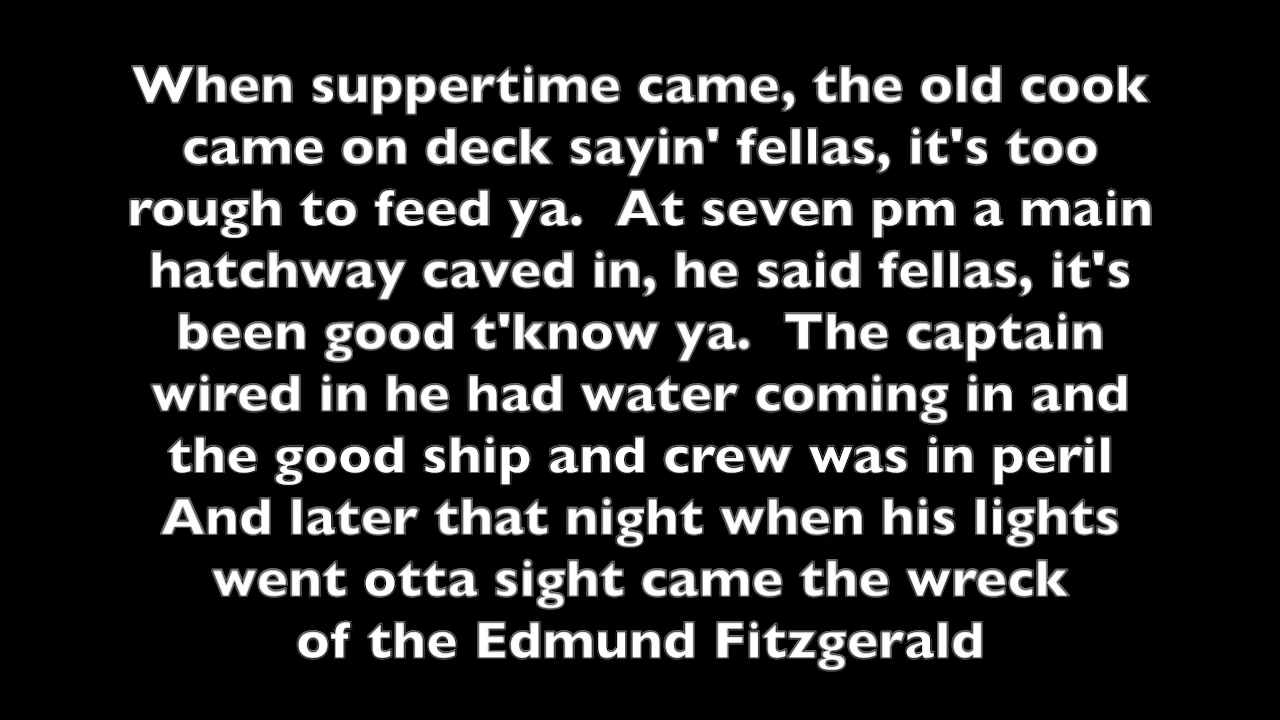 When suppertime came, the old cook
came on deck sayin' fellas, it's too
rough to feed ya.  At seven pm a main
hatchway caved in, he said fellas, it's
been good t'know ya.  The captain
wired in he had water coming in and
the good ship and crew was in peril
And later that night when his lights
went otta sight came the wreck
of the Edmund Fitzgerald